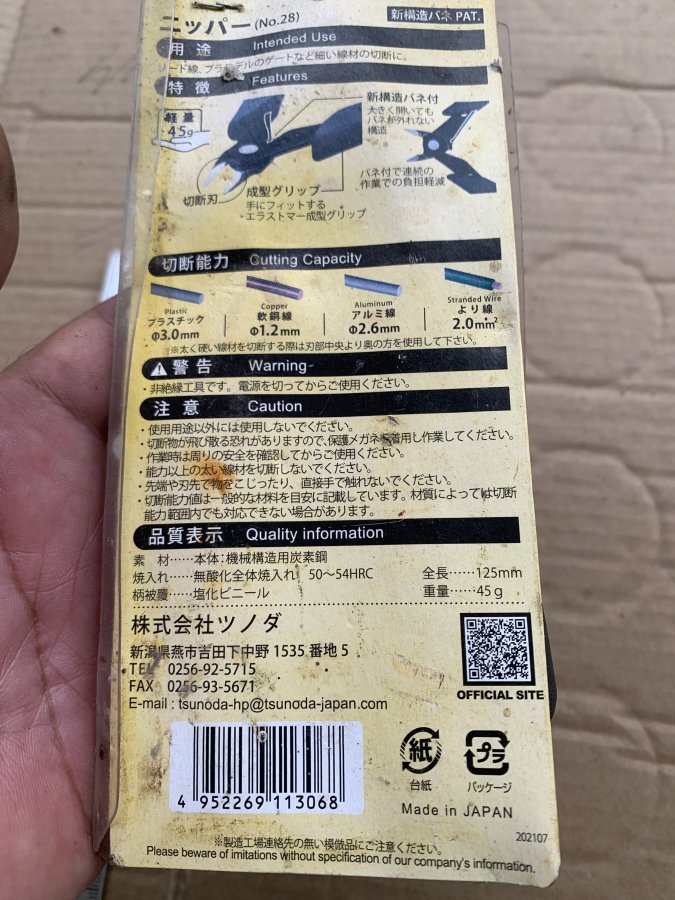 ニッパー(No.28)
新構造バネ PAT.
用途 Intended Use
リード線、プラモデルのゲートなど細い線材の切断に。
特徴 Features
軽量
45g
切断刃
成型グリップ
手にフィットする
エラストマー成型グリップ
新構造バネ付
大きく開いても
バネが外れない
構造
バネ付で連続の
作業での負担軽減
切断能力 Cutting Capacity
Plastic
プラスチック
Φ3.0mm
Copper
軟銅線
Φ1.2mm
Aluminum
アルミ線
Φ2.6mm
Stranded Wire
より線
2.0mm²
※太く硬い線材を切断する際は刃部中央より奥の方を使用して下さい。
警告 Warning
・非絶縁工具です。電源を切ってからご使用ください。
注意 Caution
・使用用途以外には使用しないでください。
・切断物が飛び散る恐れがありますので、保護メガネを着用し作業してください。
・作業時は周りの安全を確認してからご使用ください。
・能力以上の太い線材を切断しないでください。
・先端や刃先で物をこじったり、直接手で触れないでください。
・切断能力値は一般的な材料を目安に記載しています。材質によっては切断
能力範囲内でも対応できない場合があります。
品質表示 Quality information
素材……本体:機械構造用炭素鋼
焼入れ……無酸化全体焼入れ 50〜54HRC
全長……125mm
柄被覆……塩化ビニール
重量……45g
株式会社ツノダ
新潟県燕市吉田下中野 1535 番地 5
TEL 0256-92-5715
FAX 0256-93-5671
E-mail : tsunoda-hp@tsunoda-japan.com
OFFICIAL SITE
4 952269 113068
紙
台紙
プラ
パッケージ
Made in JAPAN
202107
※製造工場連絡先の無い模倣品にご注意ください。
Please beware of imitations without specification of our company's information.